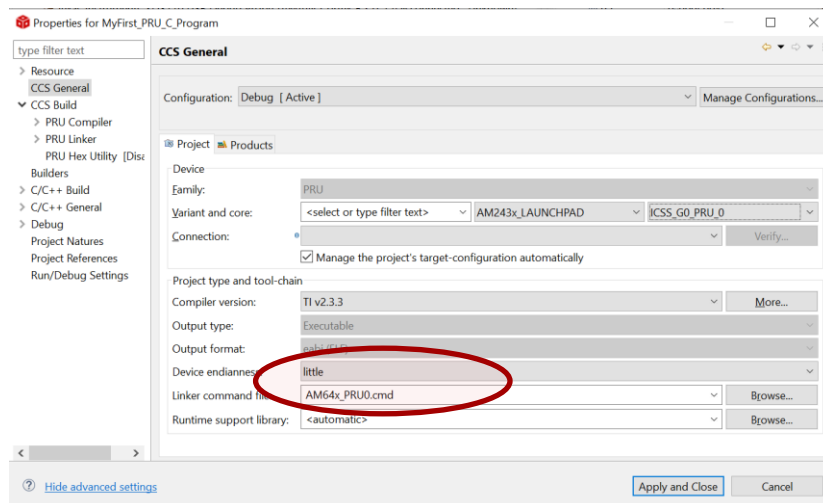 Properties for MyFirst_PRU_C_Program
type filter text
CCS General
Resource
CCS General
CCS Build
PRU Compiler
PRU Linker
PRU Hex Utility [Disa
Builders
C/C++ Build
C/C++ General
Debug
Project Natures
Project References
Run/Debug Settings
Configuration: Debug [ Active ] Manage Configurations...
Project Products
Device
Family: PRU
Variant and core: <select or type filter text> AM243x_LAUNCHPAD ICSS_G0_PRU_0
Connection: Verify...
Manage the project's target-configuration automatically
Project type and tool-chain
Compiler version: TI v2.3.3 More...
Output type: Executable
Output format: eabi (ELF)
Device endianness: little
Linker command file: AM64x_PRU0.cmd Browse...
Runtime support library: <automatic> Browse...
Hide advanced settings
Apply and Close Cancel